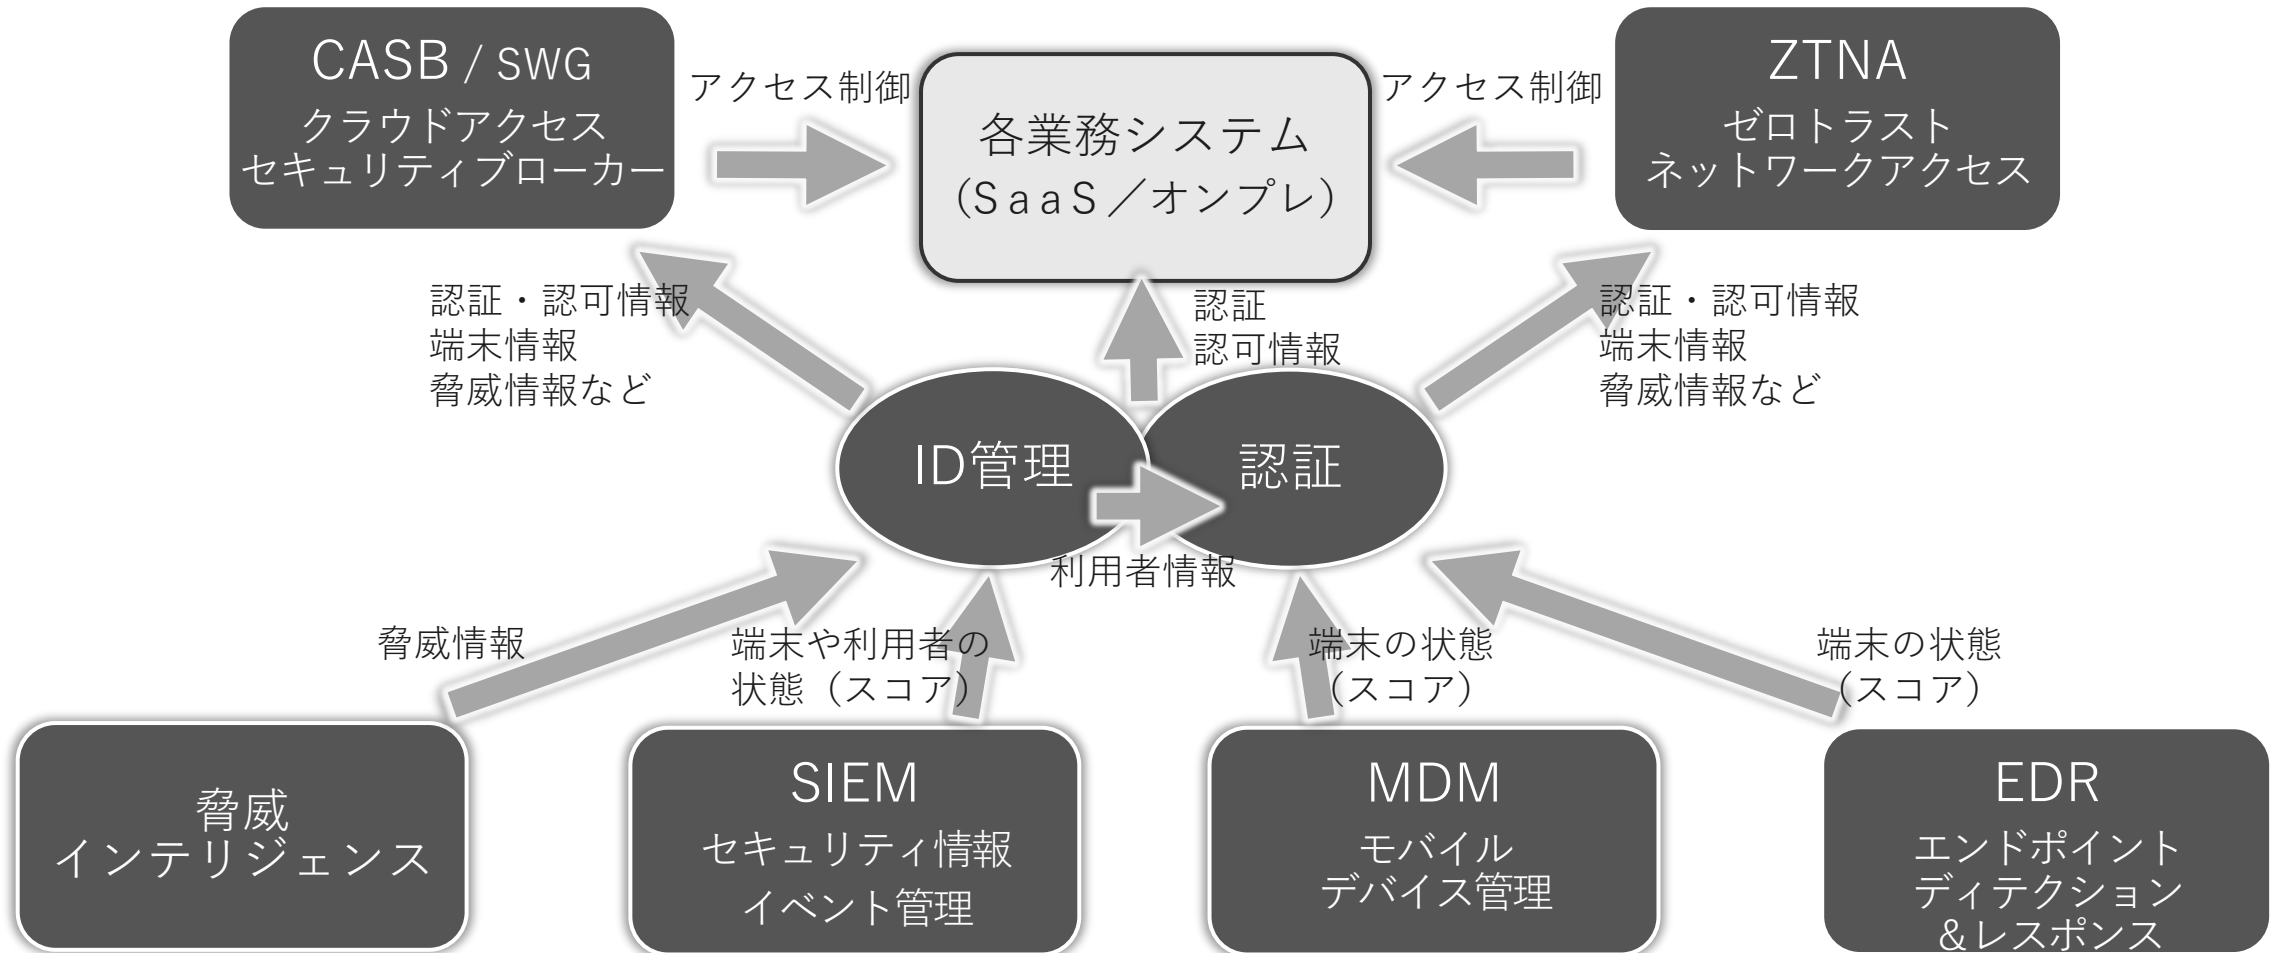 CASB / SWG
クラウドアクセス
セキュリティブローカー
アクセス制御
各業務システム
（ＳａａＳ／オンプレ）
アクセス制御
ZTNA
ゼロトラスト
ネットワークアクセス
認証・認可情報
端末情報
脅威情報など
認証
認可情報
認証・認可情報
端末情報
脅威情報など
ID管理
認証
利用者情報
脅威情報
端末や利用者の
状態（スコア）
端末の状態
（スコア）
端末の状態
（スコア）
脅威
インテリジェンス
SIEM
セキュリティ情報
イベント管理
MDM
モバイル
デバイス管理
EDR
エンドポイント
ディテクション
＆レスポンス